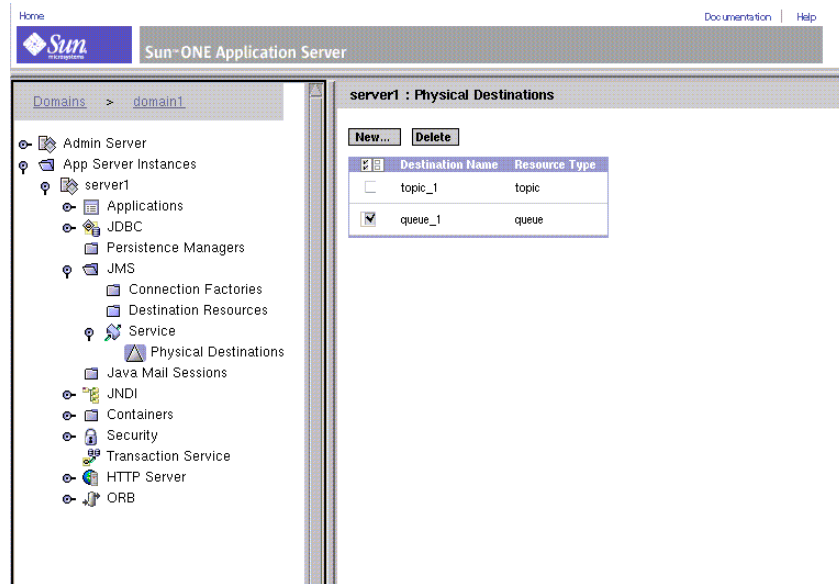 Home
Documentation | Help
Sun
microsystems
Sun™ONE Application Server
Domains > domain1
Admin Server
App Server Instances
server1
Applications
JDBC
Persistence Managers
JMS
Connection Factories
Destination Resources
Service
Physical Destinations
Java Mail Sessions
JNDI
Containers
Security
Transaction Service
HTTP Server
ORB
server1 : Physical Destinations
New... Delete
Destination Name Resource Type
topic_1 topic
queue_1 queue